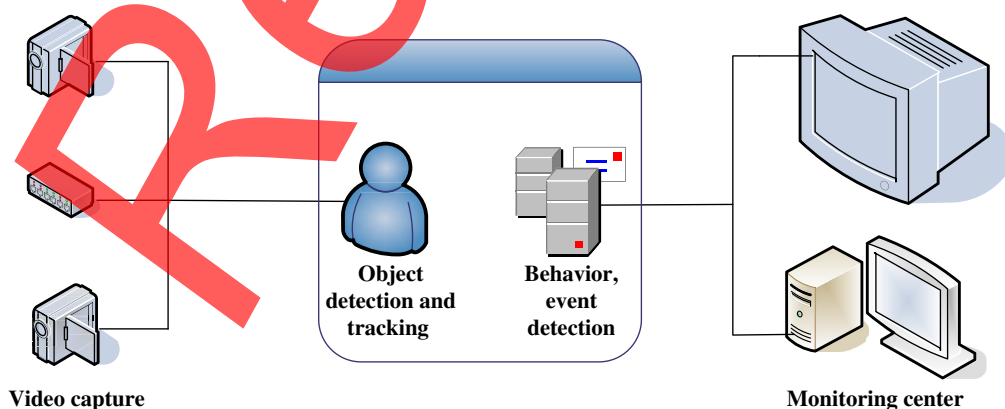 Object
detection and
tracking
Behavior,
event
detection
Video capture
Monitoring center